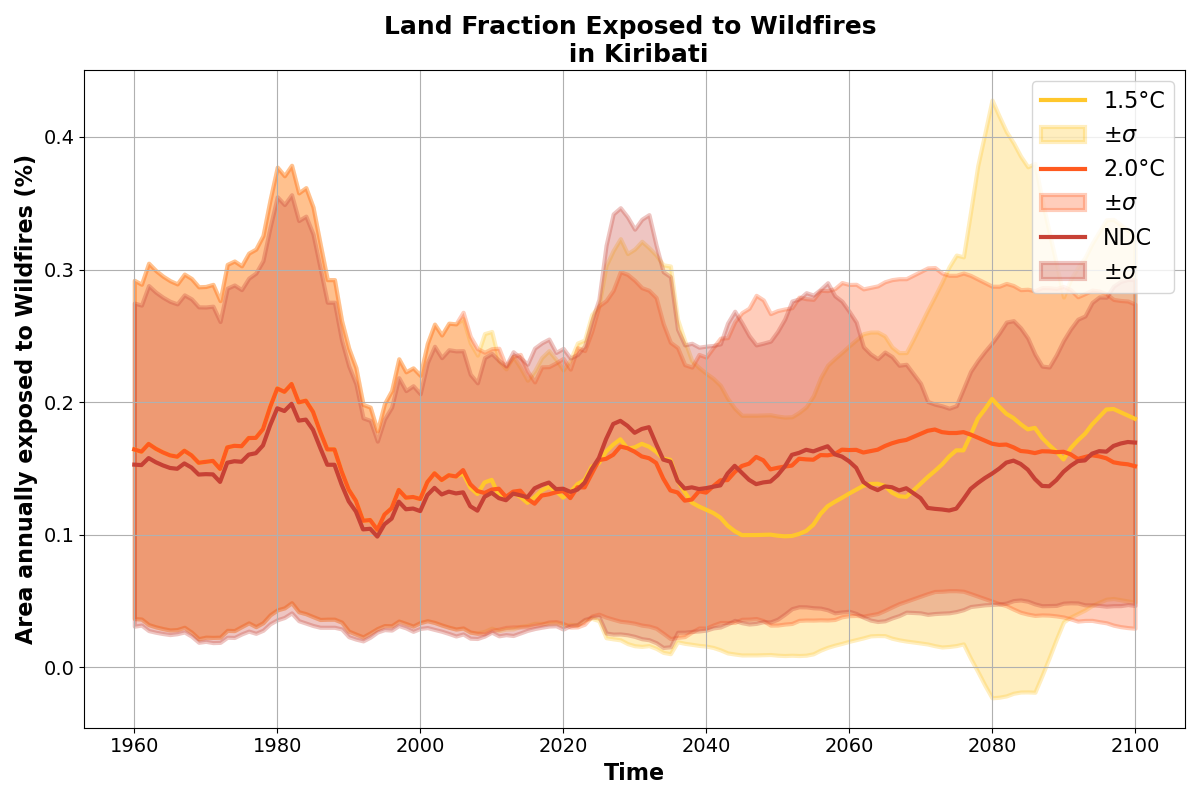 Land Fraction Exposed to Wildfires
in Kiribati
Area annually exposed to Wildfires (%)
0.4
0.3
0.2
0.1
0.0
1960
1980
2000
2020
2040
2060
2080
2100
Time
1.5°C
±σ
2.0°C
±σ
NDC
±σ